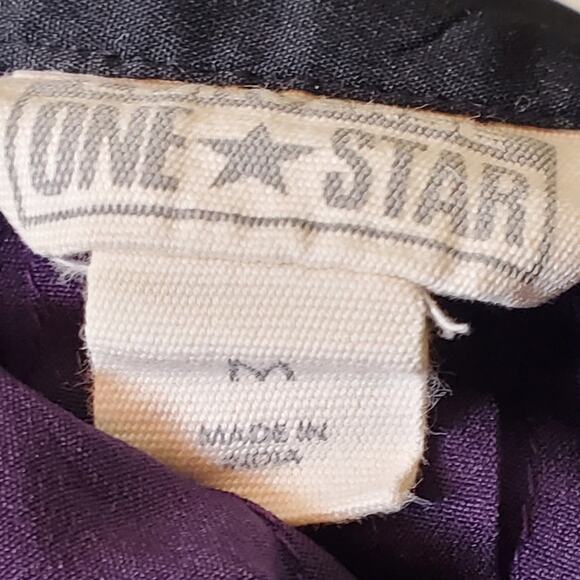 ONE ★ STAR
M
MADE IN
INDIA